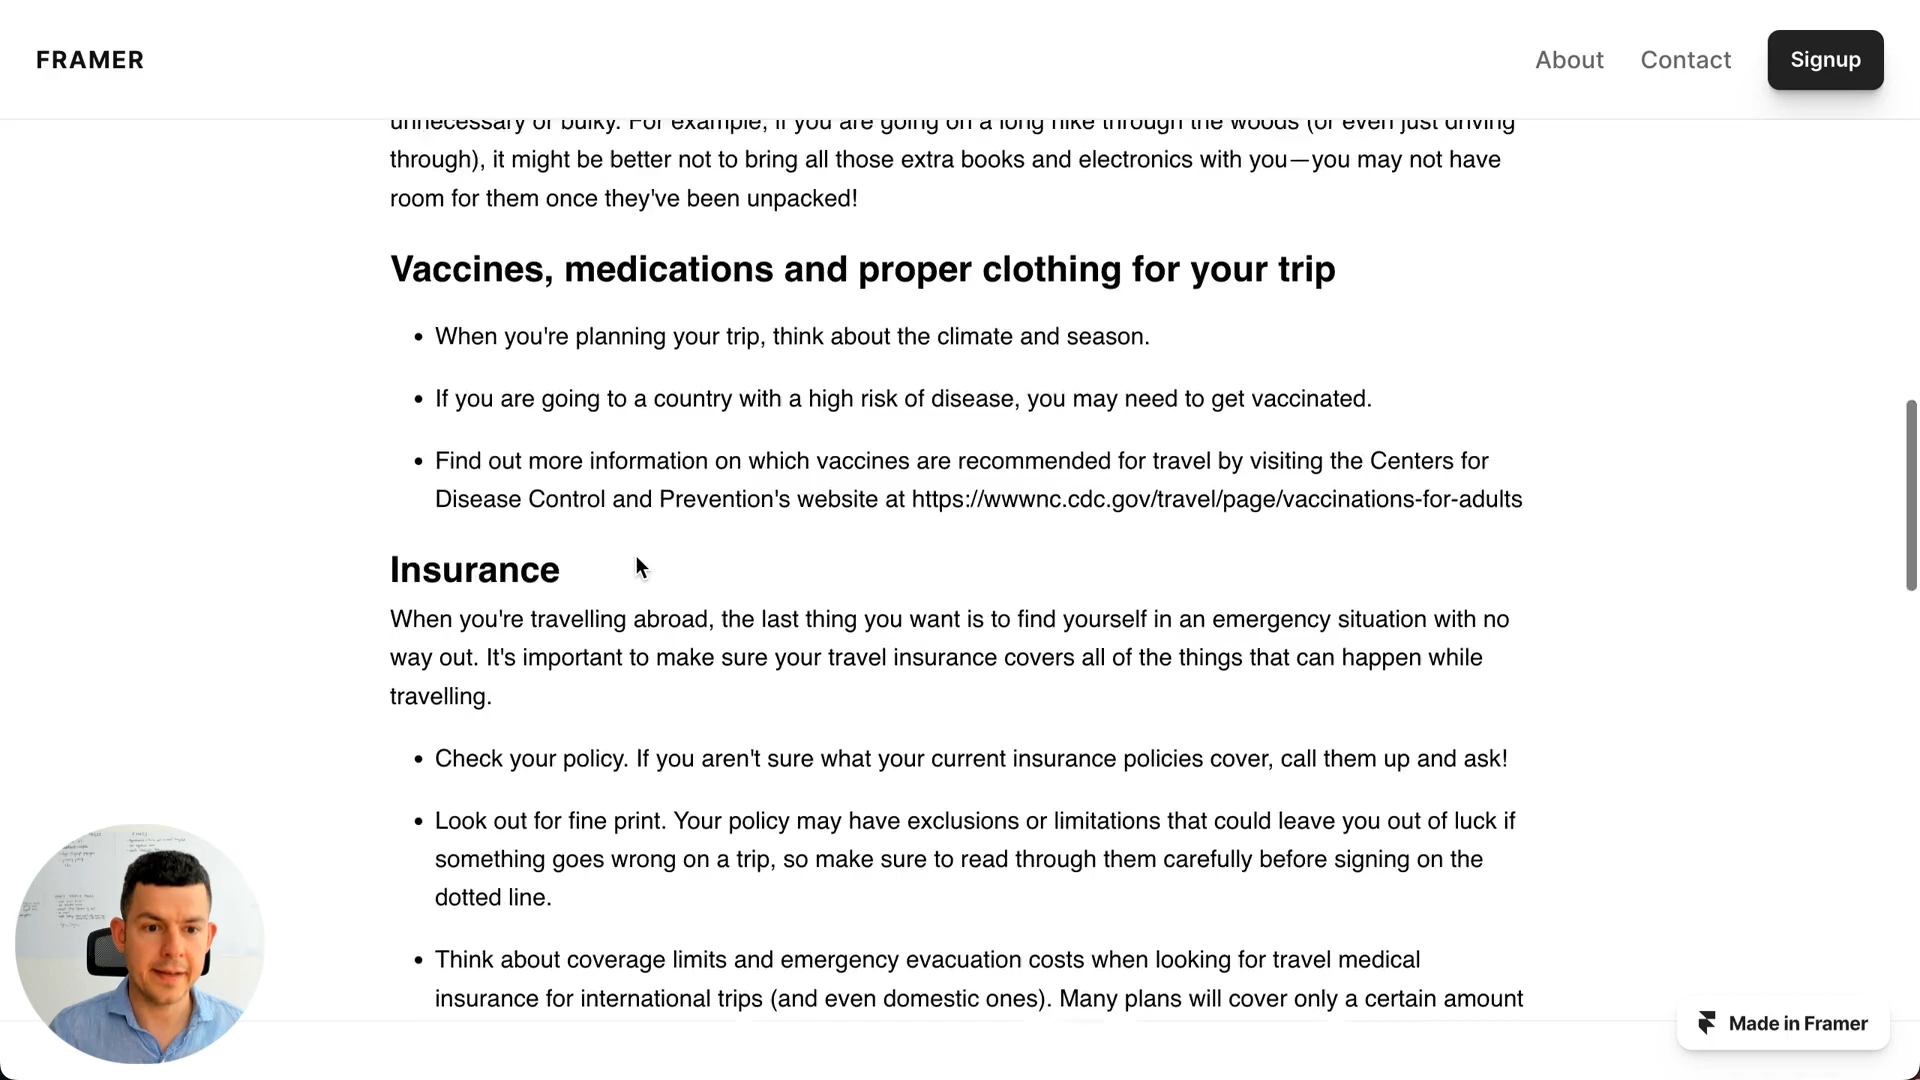 FRAMER
About
Contact
Signup
unnecessary or bulky. For example, if you are going on a long hike through the woods (or even just driving
through), it might be better not to bring all those extra books and electronics with you—you may not have
room for them once they've been unpacked!
Vaccines, medications and proper clothing for your trip
• When you're planning your trip, think about the climate and season.
• If you are going to a country with a high risk of disease, you may need to get vaccinated.
• Find out more information on which vaccines are recommended for travel by visiting the Centers for
Disease Control and Prevention's website at https://wwwnc.cdc.gov/travel/page/vaccinations-for-adults
Insurance
When you're travelling abroad, the last thing you want is to find yourself in an emergency situation with no
way out. It's important to make sure your travel insurance covers all of the things that can happen while
travelling.
• Check your policy. If you aren't sure what your current insurance policies cover, call them up and ask!
• Look out for fine print. Your policy may have exclusions or limitations that could leave you out of luck if
something goes wrong on a trip, so make sure to read through them carefully before signing on the
dotted line.
• Think about coverage limits and emergency evacuation costs when looking for travel medical
insurance for international trips (and even domestic ones). Many plans will cover only a certain amount
Made in Framer